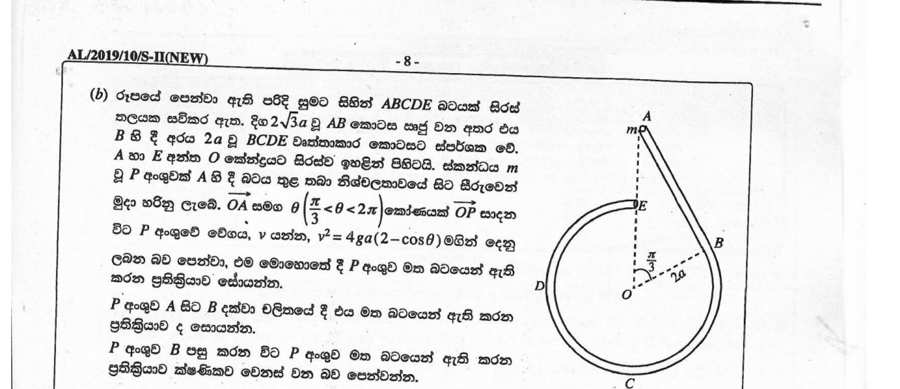 AL/2019/10/S-II(NEW)
- 8 -
(b) රූපයේ පෙන්වා ඇති පරිදි සුමට සිහින් ABCDE බටයක් සිරස්
තලයක සවිකර ඇත. දිග 2√3a වූ AB කොටස ඍජු වන අතර එය
B හි දී අරය 2a වූ BCDE වෘත්තාකාර කොටසට ස්පර්ශක වේ.
A හා E අන්ත O කේන්ද්‍රයට සිරස්ව ඉහළින් පිහිටයි. ස්කන්ධය m
වූ P අංශුවක් A හි දී බටය තුළ තබා නිශ්චලතාවයේ සිට සීරුවෙන්
මුදා හරිනු ලැබේ. OA→ සමග θ (π/3 < θ < 2π) කෝණයක් OP→ සාදන
විට P අංශුවේ වේගය, v යන්න, v² = 4ga(2 − cosθ) මගින් දෙනු
ලබන බව පෙන්වා, එම මොහොතේ දී P අංශුව මත බටයෙන් ඇති
කරන ප්‍රතික්‍රියාව සොයන්න.
P අංශුව A සිට B දක්වා චලිතයේ දී එය මත බටයෙන් ඇති කරන
ප්‍රතික්‍රියාව ද සොයන්න.
P අංශුව B පසු කරන විට P අංශුව මත බටයෙන් ඇති කරන
ප්‍රතික්‍රියාව ක්ෂණිකව වෙනස් වන බව පෙන්වන්න.
A
m
E
B
π/3
2a
D
O
C